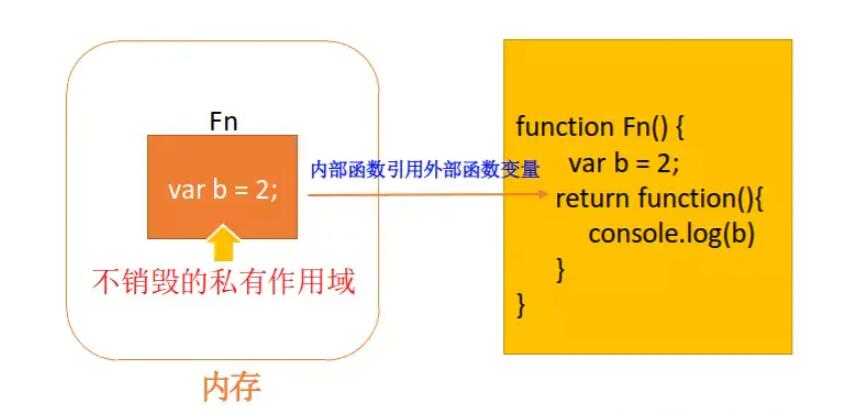 Fn
var b = 2;
不销毁的私有作用域
内存
内部函数引用外部函数变量
function Fn() {
var b = 2;
return function(){
console.log(b)
}
}